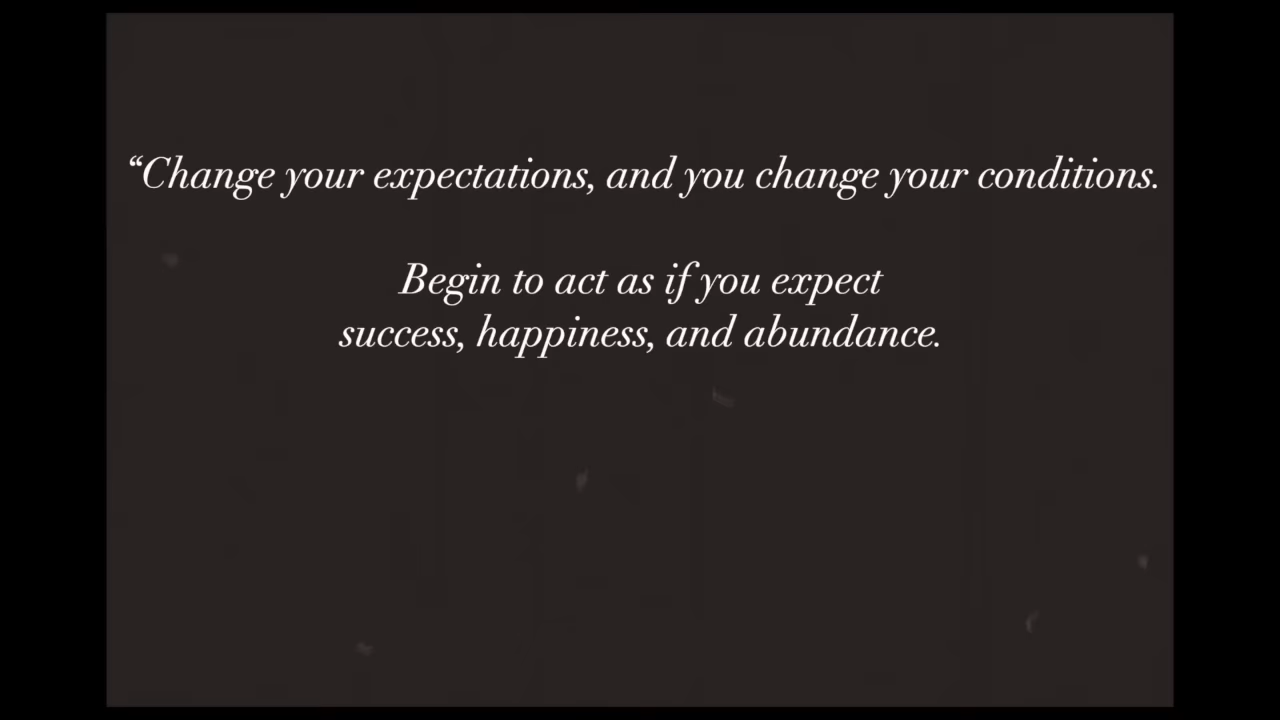 “Change your expectations, and you change your conditions.
Begin to act as if you expect
success, happiness, and abundance.